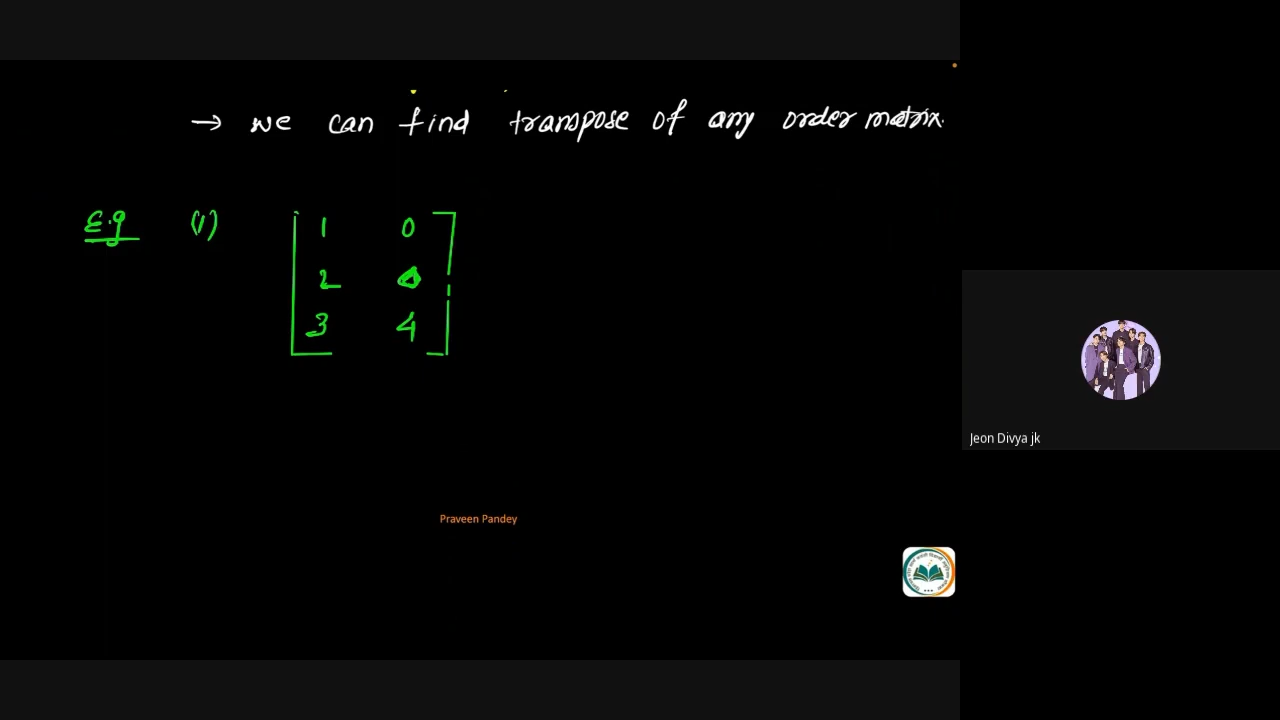 → we can find transpose of any order matrix.
E.g (1)
1 0
2
3 4
Praveen Pandey
Jeon Divya jk